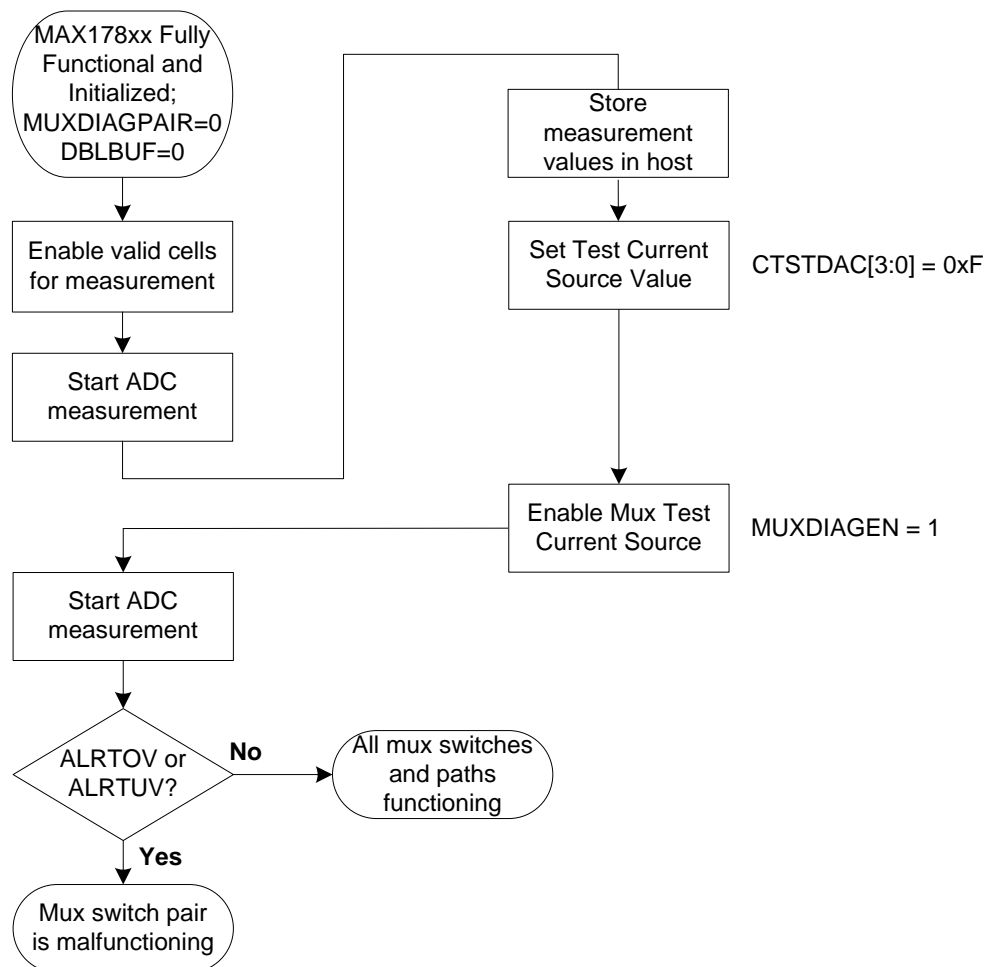 MAX178xx Fully
Functional and
Initialized;
MUXDIAGPAIR=0
DBLBUF=0
Enable valid cells
for measurement
Start ADC
measurement
Store
measurement
values in host
Set Test Current
Source Value
CTSTDAC[3:0] = 0xF
Enable Mux Test
Current Source
MUXDIAGEN = 1
Start ADC
measurement
ALRTOV or
ALRTUV?
No
All mux switches
and paths
functioning
Yes
Mux switch pair
is malfunctioning